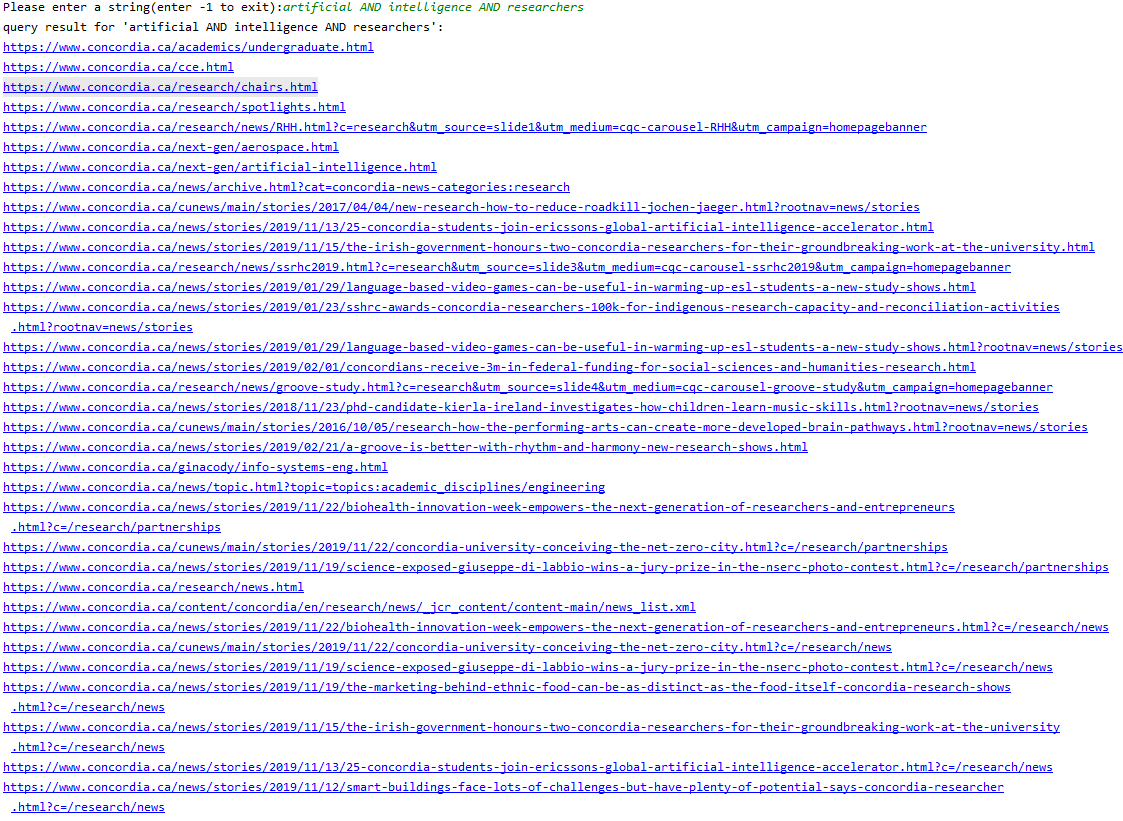 Please enter a string(enter -1 to exit):artificial AND intelligence AND researchers
query result for 'artificial AND intelligence AND researchers':
https://www.concordia.ca/academics/undergraduate.html
https://www.concordia.ca/cce.html
https://www.concordia.ca/research/chairs.html
https://www.concordia.ca/research/spotlights.html
https://www.concordia.ca/research/news/RHH.html?c=research&utm_source=slide1&utm_medium=cqc-carousel-RHH&utm_campaign=homepagebanner
https://www.concordia.ca/next-gen/aerospace.html
https://www.concordia.ca/next-gen/artificial-intelligence.html
https://www.concordia.ca/news/archive.html?cat=concordia-news-categories:research
https://www.concordia.ca/cunews/main/stories/2017/04/04/new-research-how-to-reduce-roadkill-jochen-jaeger.html?rootnav=news/stories
https://www.concordia.ca/news/stories/2019/11/13/25-concordia-students-join-ericssons-global-artificial-intelligence-accelerator.html
https://www.concordia.ca/news/stories/2019/11/15/the-irish-government-honours-two-concordia-researchers-for-their-groundbreaking-work-at-the-university.html
https://www.concordia.ca/research/news/ssrhc2019.html?c=research&utm_source=slide3&utm_medium=cqc-carousel-ssrhc2019&utm_campaign=homepagebanner
https://www.concordia.ca/news/stories/2019/01/29/language-based-video-games-can-be-useful-in-warming-up-esl-students-a-new-study-shows.html
https://www.concordia.ca/news/stories/2019/01/23/sshrc-awards-concordia-researchers-100k-for-indigenous-research-capacity-and-reconciliation-activities
.html?rootnav=news/stories
https://www.concordia.ca/news/stories/2019/01/29/language-based-video-games-can-be-useful-in-warming-up-esl-students-a-new-study-shows.html?rootnav=news/stories
https://www.concordia.ca/news/stories/2019/02/01/concordians-receive-3m-in-federal-funding-for-social-sciences-and-humanities-research.html
https://www.concordia.ca/research/news/groove-study.html?c=research&utm_source=slide4&utm_medium=cqc-carousel-groove-study&utm_campaign=homepagebanner
https://www.concordia.ca/news/stories/2018/11/23/phd-candidate-kierla-ireland-investigates-how-children-learn-music-skills.html?rootnav=news/stories
https://www.concordia.ca/cunews/main/stories/2016/10/05/research-how-the-performing-arts-can-create-more-developed-brain-pathways.html?rootnav=news/stories
https://www.concordia.ca/news/stories/2019/02/21/a-groove-is-better-with-rhythm-and-harmony-new-research-shows.html
https://www.concordia.ca/ginacody/info-systems-eng.html
https://www.concordia.ca/news/topic.html?topic=topics:academic_disciplines/engineering
https://www.concordia.ca/news/stories/2019/11/22/biohealth-innovation-week-empowers-the-next-generation-of-researchers-and-entrepreneurs
.html?c=/research/partnerships
https://www.concordia.ca/cunews/main/stories/2019/11/22/concordia-university-conceiving-the-net-zero-city.html?c=/research/partnerships
https://www.concordia.ca/news/stories/2019/11/19/science-exposed-giuseppe-di-labbio-wins-a-jury-prize-in-the-nserc-photo-contest.html?c=/research/partnerships
https://www.concordia.ca/research/news.html
https://www.concordia.ca/content/concordia/en/research/news/_jcr_content/content-main/news_list.xml
https://www.concordia.ca/news/stories/2019/11/22/biohealth-innovation-week-empowers-the-next-generation-of-researchers-and-entrepreneurs.html?c=/research/news
https://www.concordia.ca/cunews/main/stories/2019/11/22/concordia-university-conceiving-the-net-zero-city.html?c=/research/news
https://www.concordia.ca/news/stories/2019/11/19/science-exposed-giuseppe-di-labbio-wins-a-jury-prize-in-the-nserc-photo-contest.html?c=/research/news
https://www.concordia.ca/news/stories/2019/11/19/the-marketing-behind-ethnic-food-can-be-as-distinct-as-the-food-itself-concordia-research-shows
.html?c=/research/news
https://www.concordia.ca/news/stories/2019/11/15/the-irish-government-honours-two-concordia-researchers-for-their-groundbreaking-work-at-the-university
.html?c=/research/news
https://www.concordia.ca/news/stories/2019/11/13/25-concordia-students-join-ericssons-global-artificial-intelligence-accelerator.html?c=/research/news
https://www.concordia.ca/news/stories/2019/11/12/smart-buildings-face-lots-of-challenges-but-have-plenty-of-potential-says-concordia-researcher
.html?c=/research/news